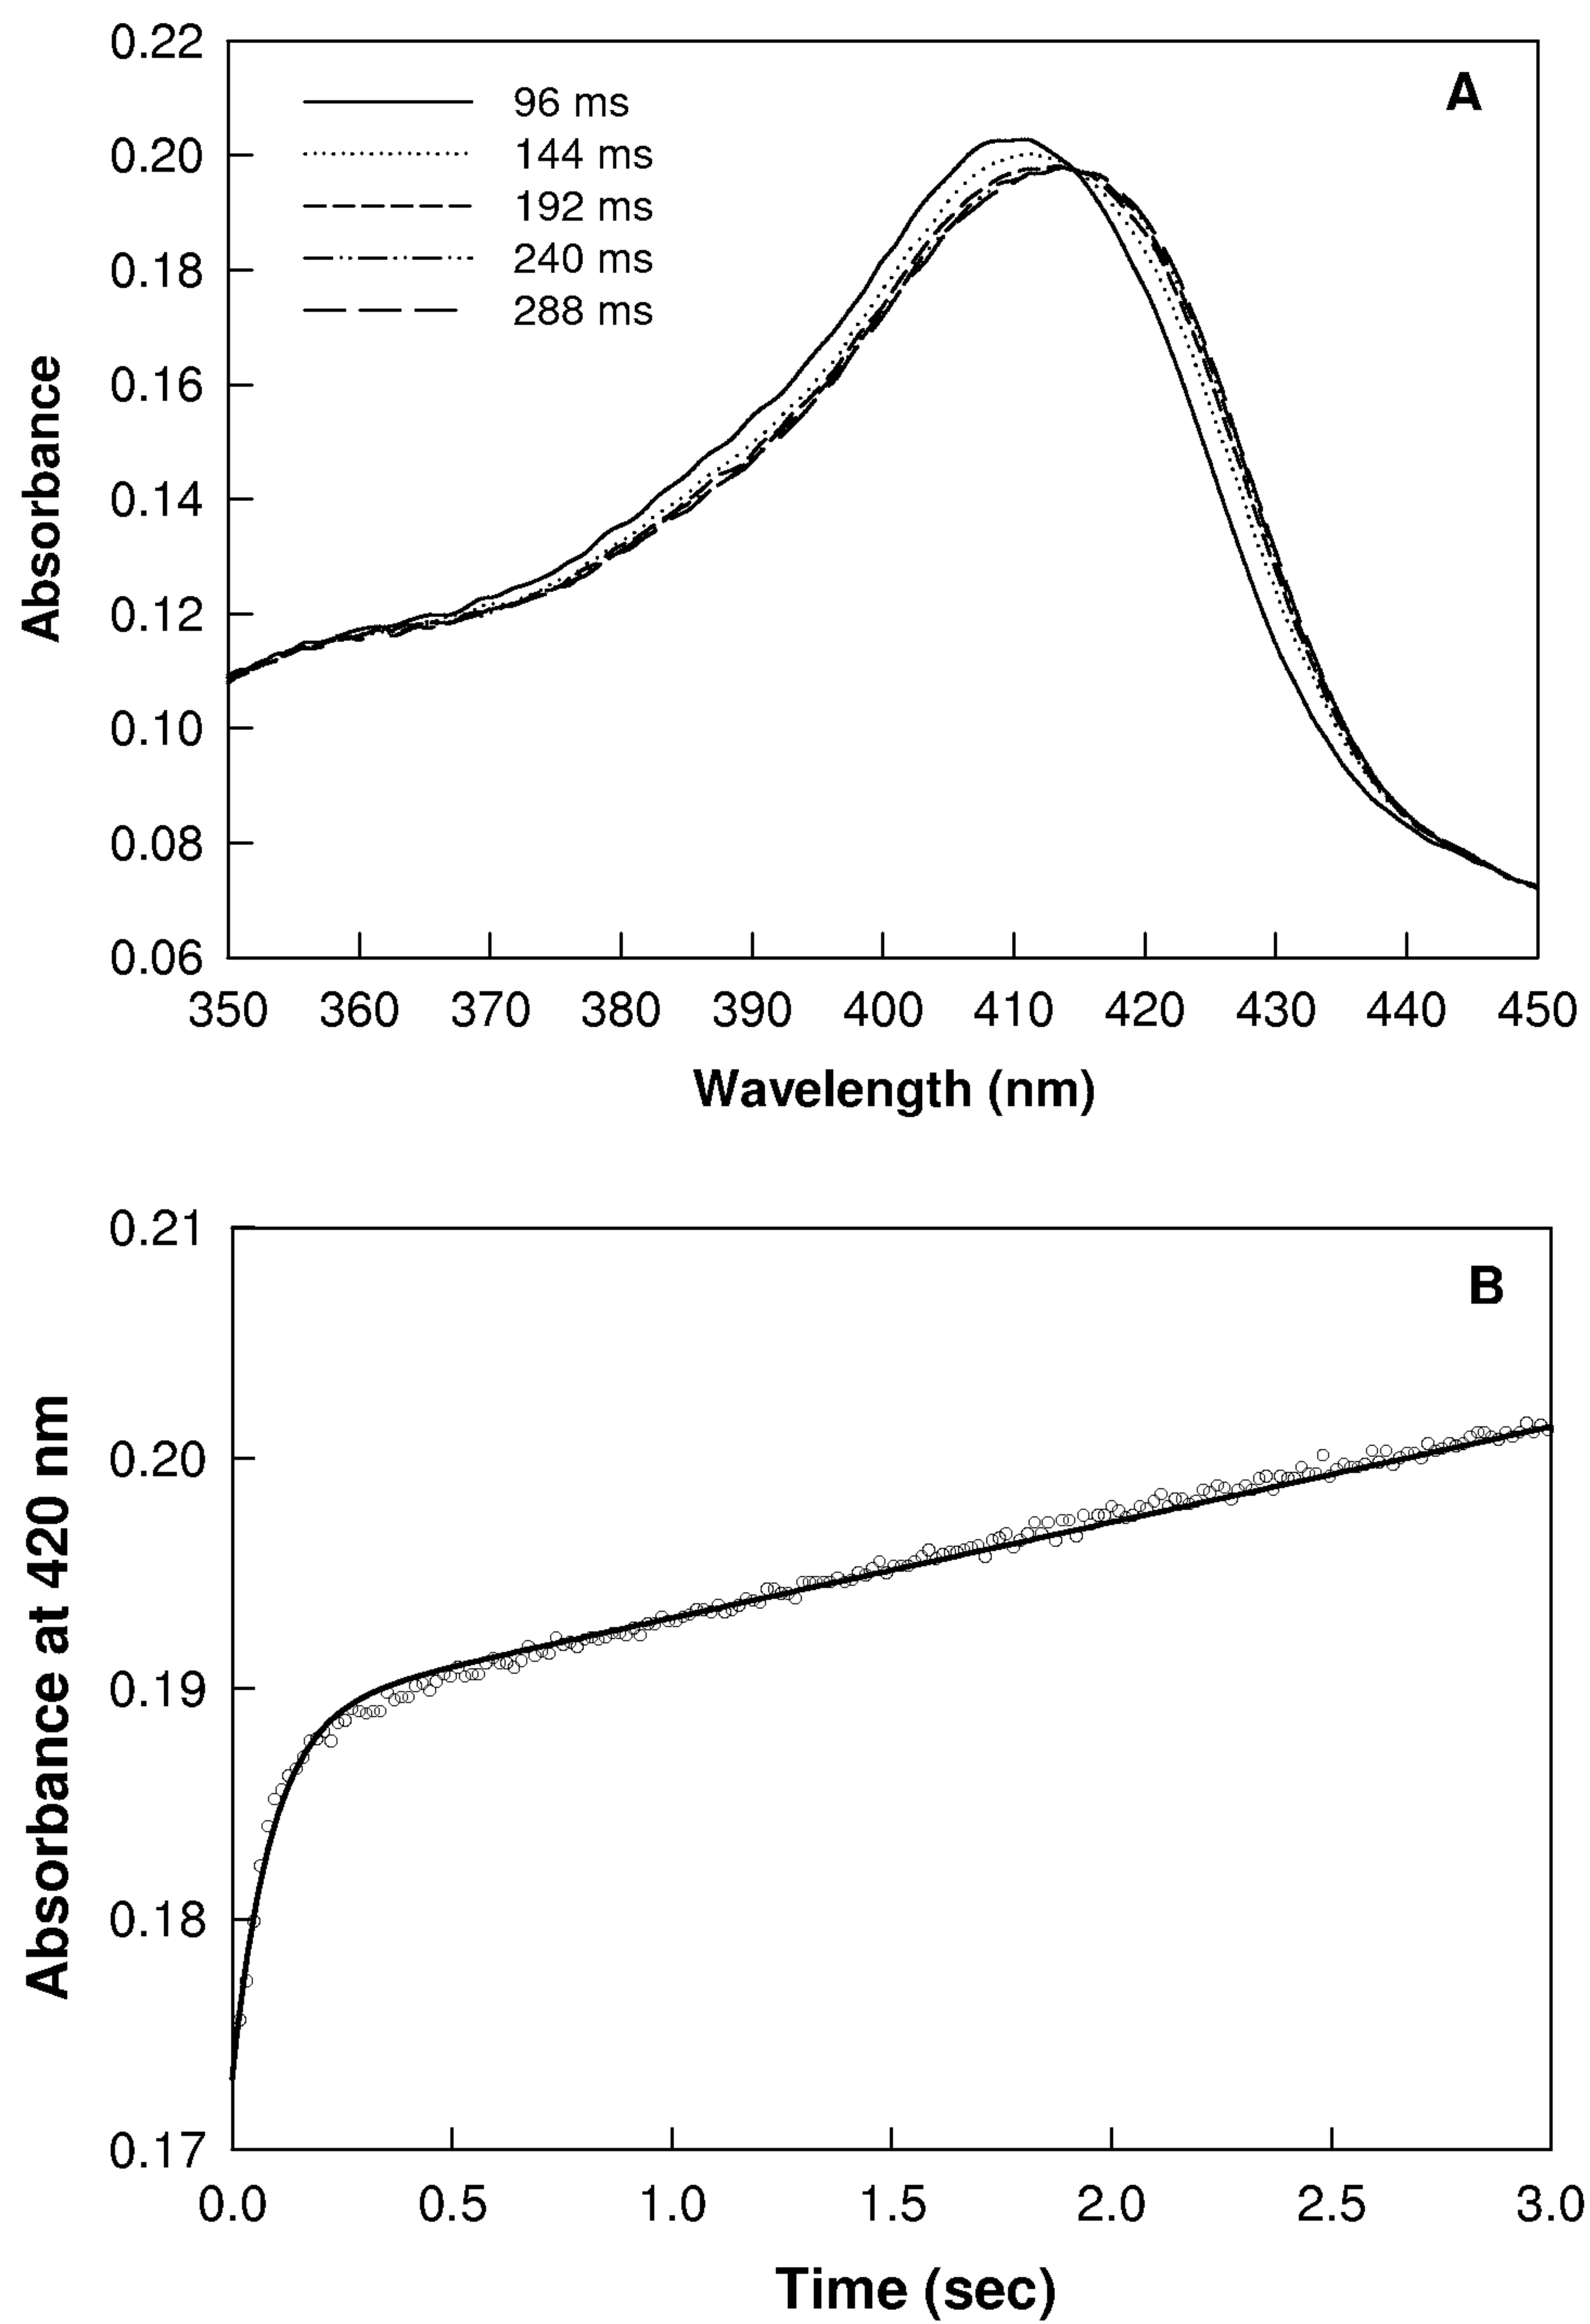 0.22
A
96 ms
0.20
144 ms
192 ms
0.18
240 ms
288 ms
0.16
0.14
0.12
0.10
0.08
0.06
Absorbance
350 360 370 380 390 400 410 420 430 440 450
Wavelength (nm)
0.21
B
0.20
0.19
0.18
0.17
Absorbance at 420 nm
0.0 0.5 1.0 1.5 2.0 2.5 3.0
Time (sec)